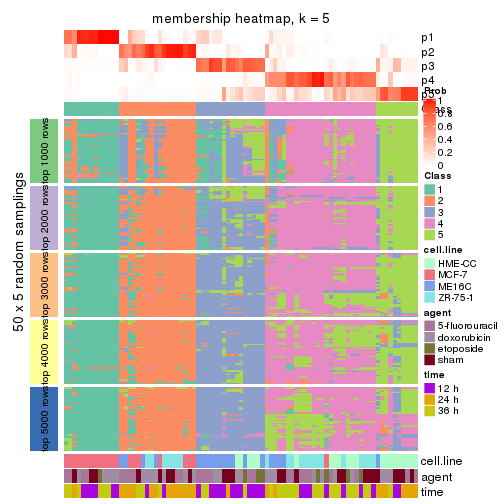 membership heatmap, k = 5
p1
p2
p3
p4
p5
Prob
1
0.8
0.6
0.4
0.2
0
Class
Class
1
2
3
4
5
cell.line
HME-CC
MCF-7
ME16C
ZR-75-1
agent
5-fluorouracil
doxorubicin
etoposide
sham
time
12 h
24 h
36 h
50 x 5 random samplings
top 1000 rows
top 2000 rows
top 3000 rows
top 4000 rows
top 5000 rows
cell.line
agent
time